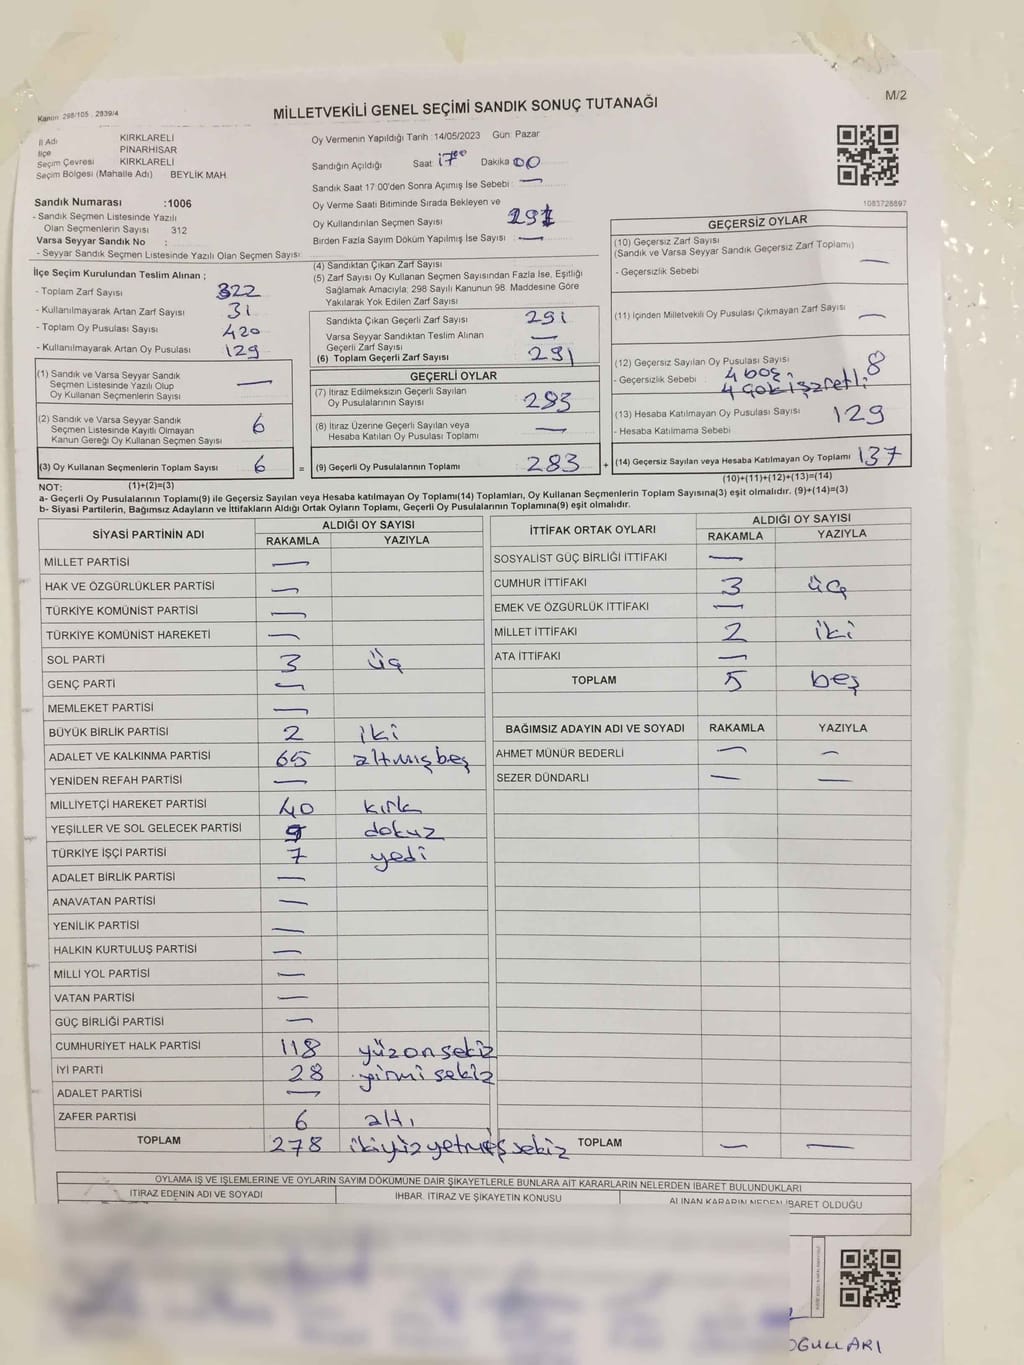 Kanun 298/105 , 2839/4
M/2
MİLLETVEKİLİ GENEL SEÇİMİ SANDIK SONUÇ TUTANAĞI
İl Adı KIRKLARELİ
İlçe PINARHİSAR
Seçim Çevresi KIRKLARELİ
Seçim Bölgesi (Mahalle Adı) BEYLİK MAH
Sandık Numarası :1006
- Sandık Seçmen Listesinde Yazılı
Olan Seçmenlerin Sayısı 312
Varsa Seyyar Sandık No :
- Seyyar Sandık Seçmen Listesinde Yazılı Olan Seçmen Sayısı
Oy Vermenin Yapıldığı Tarih :14/05/2023 Gün: Pazar
Sandığın Açıldığı Saat 17⁰⁰ Dakika 00
Sandık Saat 17:00'den Sonra Açımış İse Sebebi : —
Oy Verme Saati Bitiminde Sırada Bekleyen ve
Oy Kullandırılan Seçmen Sayısı 291
Birden Fazla Sayım Döküm Yapılmış İse Sayısı : —
1083728697
İlçe Seçim Kurulundan Teslim Alınan ;
- Toplam Zarf Sayısı 322
- Kullanılmayarak Artan Zarf Sayısı 31
- Toplam Oy Pusulası Sayısı 420
- Kullanılmayarak Artan Oy Pusulası 129
(1) Sandık ve Varsa Seyyar Sandık
Seçmen Listesinde Yazılı Olup
Oy Kullanan Seçmenlerin Sayısı —
(2) Sandık ve Varsa Seyyar Sandık
Seçmen Listesinde Kayıtlı Olmayan
Kanun Gereği Oy Kullanan Seçmen Sayısı 6
(3) Oy Kullanan Seçmenlerin Toplam Sayısı 6 =
(1)+(2)=(3)
(4) Sandıktan Çıkan Zarf Sayısı
(5) Zarf Sayısı Oy Kullanan Seçmen Sayısından Fazla İse, Eşitliği
Sağlamak Amacıyla; 298 Sayılı Kanunun 98. Maddesine Göre
Yakılarak Yok Edilen Zarf Sayısı
Sandıkta Çıkan Geçerli Zarf Sayısı 291
Varsa Seyyar Sandıktan Teslim Alınan
Geçerli Zarf Sayısı —
(6) Toplam Geçerli Zarf Sayısı 291
GEÇERLİ OYLAR
(7) İtiraz Edilmeksizin Geçerli Sayılan
Oy Pusulalarının Sayısı 283
(8) İtiraz Üzerine Geçerli Sayılan veya
Hesaba Katılan Oy Pusulası Toplamı —
(9) Geçerli Oy Pusulalarının Toplamı 283 +
GEÇERSİZ OYLAR
(10) Geçersiz Zarf Sayısı
(Sandık ve Varsa Seyyar Sandık Geçersiz Zarf Toplamı)
- Geçersizlik Sebebi —
(11) İçinden Milletvekili Oy Pusulası Çıkmayan Zarf Sayısı —
(12) Geçersiz Sayılan Oy Pusulası Sayısı 8
- Geçersizlik Sebebi : 4 boş
4 çok işaretli
(13) Hesaba Katılmayan Oy Pusulası Sayısı 129
- Hesaba Katılmama Sebebi
(14) Geçersiz Sayılan veya Hesaba Katılmayan Oy Toplamı 137
(10)+(11)+(12)+(13)=(14)
NOT:
a- Geçerli Oy Pusulalarının Toplamı(9) ile Geçersiz Sayılan veya Hesaba katılmayan Oy Toplamı(14) Toplamları, Oy Kullanan Seçmenlerin Toplam Sayısına(3) eşit olmalıdır. (9)+(14)=(3)
b- Siyasi Partilerin, Bağımsız Adayların ve İttifakların Aldığı Ortak Oyların Toplamı, Geçerli Oy Pusulalarının Toplamına(9) eşit olmalıdır.
SİYASİ PARTİNİN ADI ALDIĞI OY SAYISI
RAKAMLA YAZIYLA
MİLLET PARTİSİ —
HAK VE ÖZGÜRLÜKLER PARTİSİ —
TÜRKİYE KOMÜNİST PARTİSİ —
TÜRKİYE KOMÜNİST HAREKETİ —
SOL PARTİ 3 üç
GENÇ PARTİ —
MEMLEKET PARTİSİ —
BÜYÜK BİRLİK PARTİSİ 2 iki
ADALET VE KALKINMA PARTİSİ 65 altmışbeş
YENİDEN REFAH PARTİSİ —
MİLLİYETÇİ HAREKET PARTİSİ 40 kırk
YEŞİLLER VE SOL GELECEK PARTİSİ 9 dokuz
TÜRKİYE İŞÇİ PARTİSİ 7 yedi
ADALET BİRLİK PARTİSİ —
ANAVATAN PARTİSİ —
YENİLİK PARTİSİ —
HALKIN KURTULUŞ PARTİSİ —
MİLLİ YOL PARTİSİ —
VATAN PARTİSİ —
GÜÇ BİRLİĞİ PARTİSİ —
CUMHURİYET HALK PARTİSİ 118 yüzonsekiz
İYİ PARTİ 28 yirmisekiz
ADALET PARTİSİ —
ZAFER PARTİSİ 6 altı
TOPLAM 278 ikiyüzyetmişsekiz
İTTİFAK ORTAK OYLARI ALDIĞI OY SAYISI
RAKAMLA YAZIYLA
SOSYALİST GÜÇ BİRLİĞİ İTTİFAKI —
CUMHUR İTTİFAKI 3 üç
EMEK VE ÖZGÜRLÜK İTTİFAKI —
MİLLET İTTİFAKI 2 iki
ATA İTTİFAKI —
TOPLAM 5 beş
BAĞIMSIZ ADAYIN ADI VE SOYADI RAKAMLA YAZIYLA
AHMET MÜNÜR BEDERLİ — —
SEZER DÜNDARLI — —
TOPLAM — —
OYLAMA İŞ VE İŞLEMLERİNE VE OYLARIN SAYIM DÖKÜMÜNE DAİR ŞİKAYETLERLE BUNLARA AİT KARARLARIN NELERDEN İBARET BULUNDUKLARI
İTİRAZ EDENİN ADI VE SOYADI İHBAR, İTİRAZ VE ŞİKAYETİN KONUSU ALINAN KARARIN NEDEN İBARET OLDUĞU
OĞULLARI